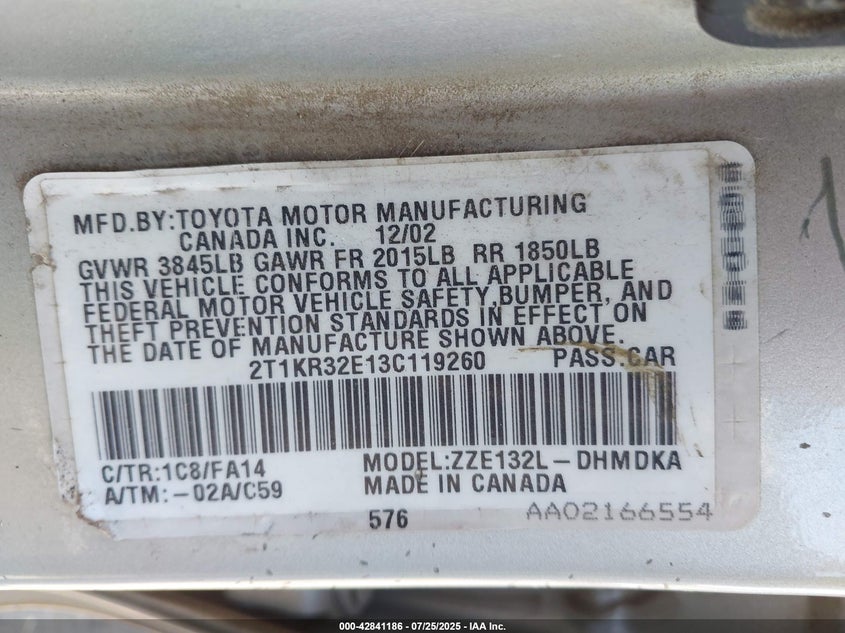 MFD.BY:TOYOTA MOTOR MANUFACTURING
CANADA INC. 12/02
GVWR 3845LB GAWR FR 2015LB RR 1850LB
THIS VEHICLE CONFORMS TO ALL APPLICABLE
FEDERAL MOTOR VEHICLE SAFETY,BUMPER, AND
THEFT PREVENTION STANDARDS IN EFFECT ON
THE DATE OF MANUFACTURE SHOWN ABOVE.
2T1KR32E13C119260 PASS.CAR
C/TR:1C8/FA14 MODEL:ZZE132L-DHMDKA
A/TM:-02A/C59 MADE IN CANADA
576 AA02166554
000-42841186 | 07/25/2025 - IAA Inc.